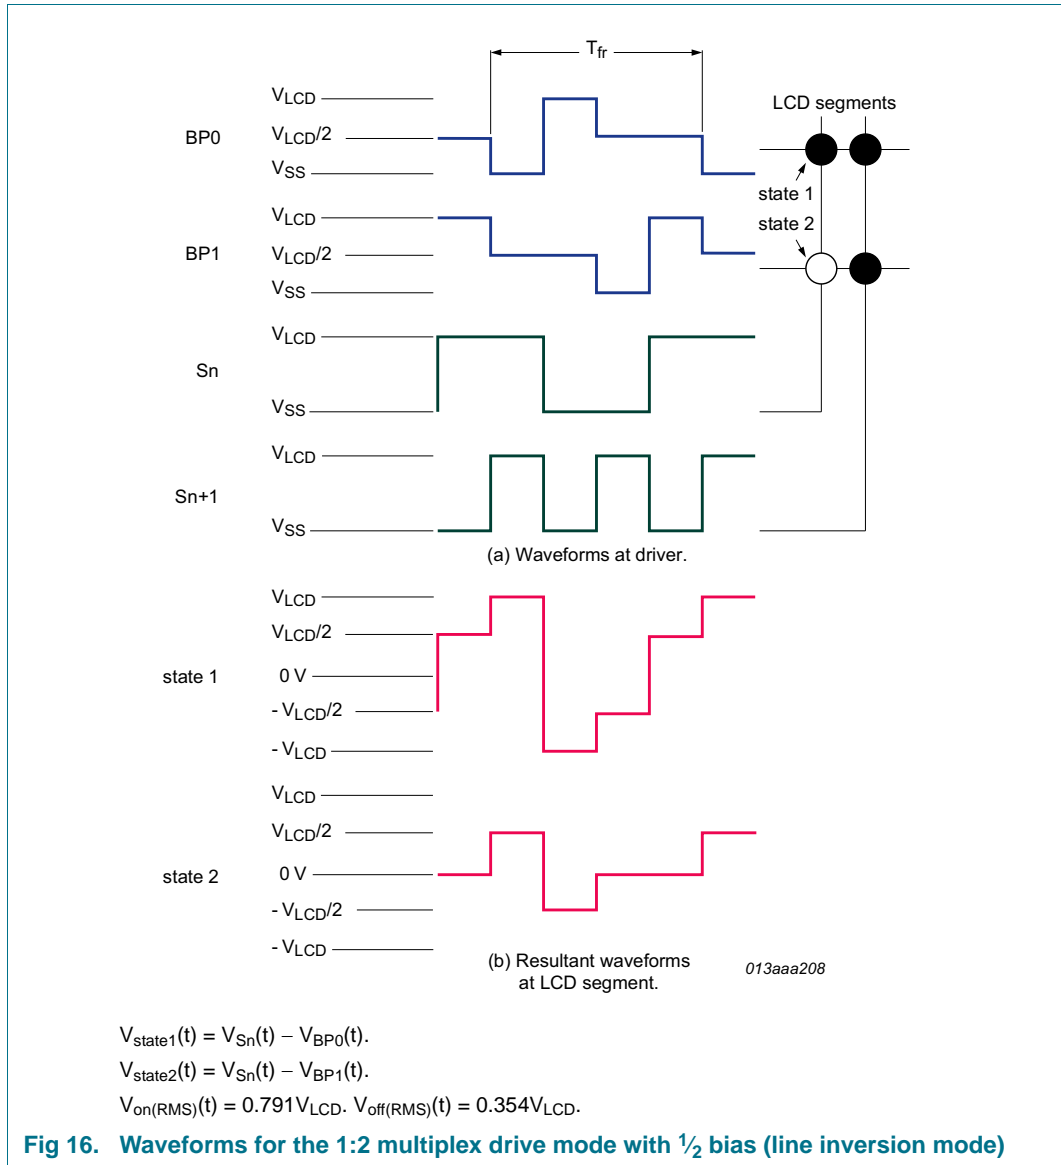 T_fr
V_LCD
V_LCD/2
V_SS
BP0
LCD segments
state 1
state 2
V_LCD
V_LCD/2
V_SS
BP1
V_LCD
V_SS
Sn
V_LCD
V_SS
Sn+1
(a) Waveforms at driver.
V_LCD
V_LCD/2
0 V
- V_LCD/2
- V_LCD
state 1
V_LCD
V_LCD/2
0 V
- V_LCD/2
- V_LCD
state 2
(b) Resultant waveforms
at LCD segment.
013aaa208
V_state1(t) = V_Sn(t) − V_BP0(t).
V_state2(t) = V_Sn(t) − V_BP1(t).
V_on(RMS)(t) = 0.791V_LCD. V_off(RMS)(t) = 0.354V_LCD.
Fig 16. Waveforms for the 1:2 multiplex drive mode with 1⁄2 bias (line inversion mode)